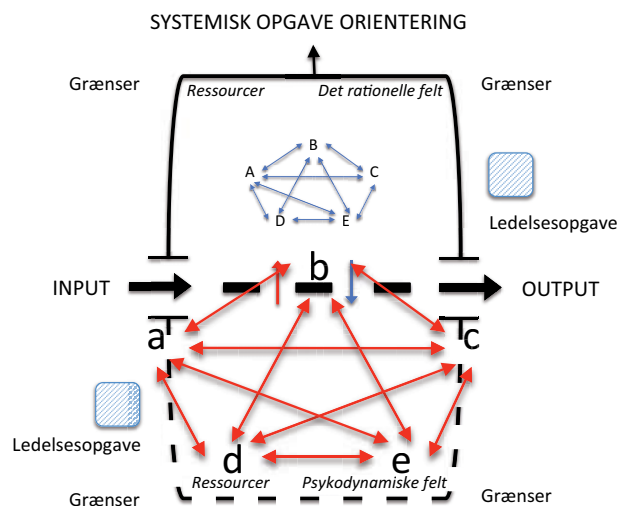 SYSTEMISK OPGAVE ORIENTERING
Grænser
Ressourcer
Det rationelle felt
Grænser
B
A
C
D
E
Ledelsesopgave
b
INPUT
OUTPUT
a
c
Ledelsesopgave
d
e
Ressourcer
Psykodynamiske felt
Grænser
Grænser